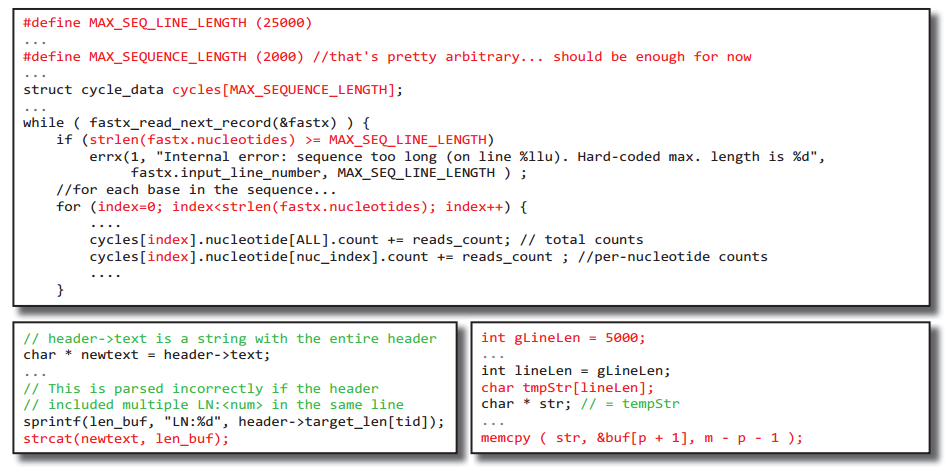 #define MAX_SEQ_LINE_LENGTH (25000)
...
#define MAX_SEQUENCE_LENGTH (2000) //that's pretty arbitrary... should be enough for now
...
struct cycle_data cycles[MAX_SEQUENCE_LENGTH];
...
while ( fastx_read_next_record(&fastx) ) {
    if (strlen(fastx.nucleotides) >= MAX_SEQ_LINE_LENGTH)
        errx(1, "Internal error: sequence too long (on line %llu). Hard-coded max. length is %d",
             fastx.input_line_number, MAX_SEQ_LINE_LENGTH ) ;
    //for each base in the sequence...
    for (index=0; index<strlen(fastx.nucleotides); index++) {
        ....
        cycles[index].nucleotide[ALL].count += reads_count; // total counts
        cycles[index].nucleotide[nuc_index].count += reads_count ; //per-nucleotide counts
        ....
    }
// header->text is a string with the entire header
char * newtext = header->text;
...
// This is parsed incorrectly if the header
// included multiple LN:<num> in the same line
sprintf(len_buf, "LN:%d", header->target_len[tid]);
strcat(newtext, len_buf);
int gLineLen = 5000;
...
int lineLen = gLineLen;
char tmpStr[lineLen];
char * str; // = tempStr
...
memcpy ( str, &buf[p + 1], m - p - 1 );